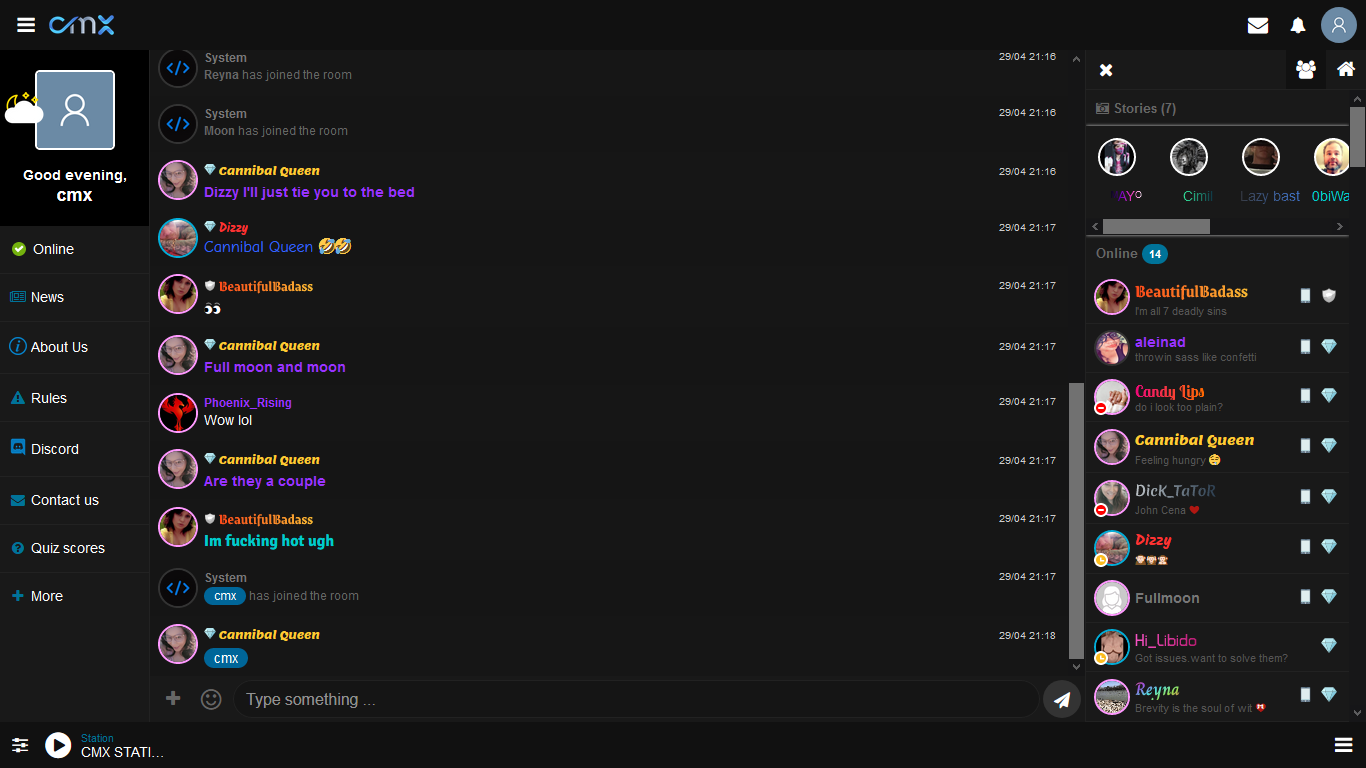 cmx
Good evening,
cmx
Online
News
About Us
Rules
Discord
Contact us
Quiz scores
More
System
29/04 21:16
Reyna has joined the room
System
29/04 21:16
Moon has joined the room
Cannibal Queen
29/04 21:16
Dizzy I'll just tie you to the bed
Dizzy
29/04 21:17
Cannibal Queen 🤣🤣
BeautifulBadass
29/04 21:17
👀
Cannibal Queen
29/04 21:17
Full moon and moon
Phoenix_Rising
29/04 21:17
Wow lol
Cannibal Queen
29/04 21:17
Are they a couple
BeautifulBadass
29/04 21:17
Im fucking hot ugh
System
29/04 21:17
cmx has joined the room
Cannibal Queen
29/04 21:18
cmx
Type something ...
Stories (7)
AYO
Cimil
Lazy bast
0biWa
Online 14
BeautifulBadass
I'm all 7 deadly sins
aleinad
throwin sass like confetti
Candy Lips
do i look too plain?
Cannibal Queen
Feeling hungry 😏
DicK_TaToR
John Cena ❤
Dizzy
🙈🙉🙊
Fullmoon
Hi_Libido
Got issues.want to solve them?
Reyna
Brevity is the soul of wit
Station
CMX STATI...